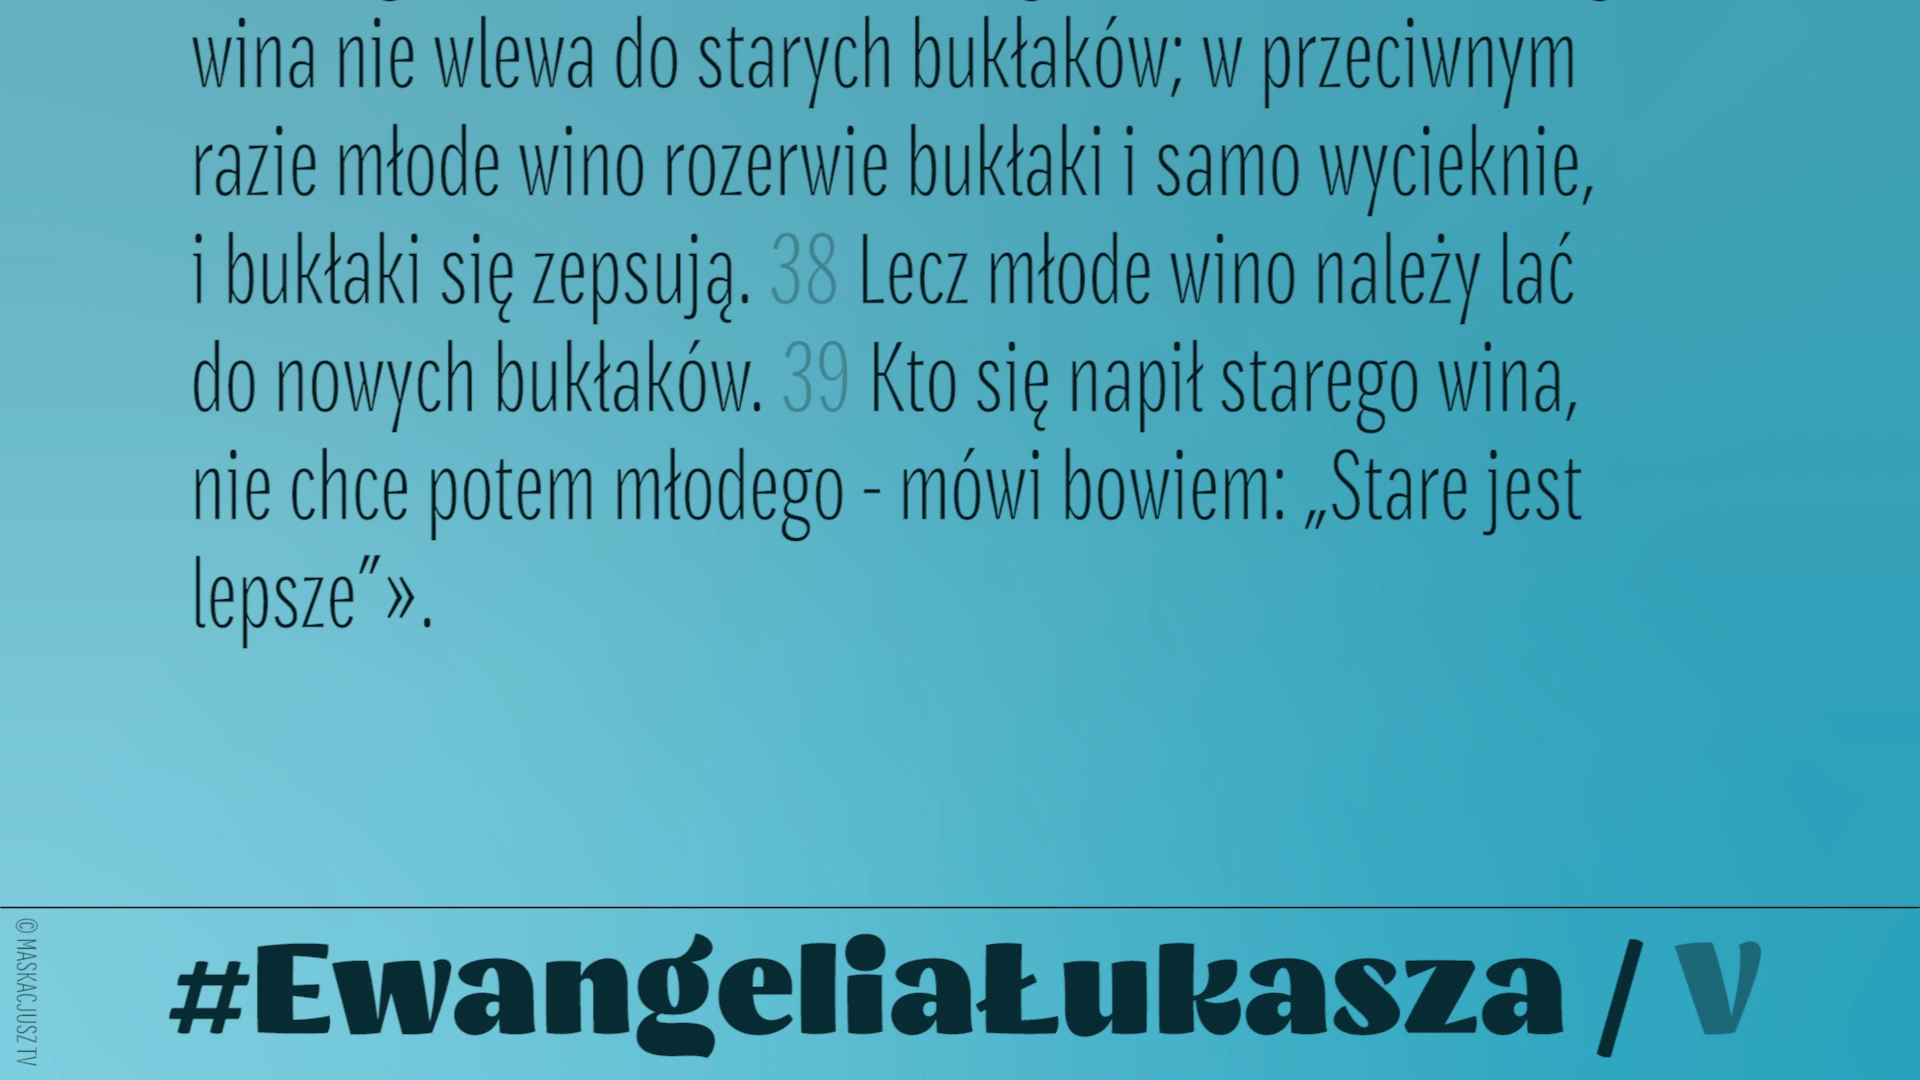 wina nie wlewa do starych bukłaków; w przeciwnym
razie młode wino rozerwie bukłaki i samo wycieknie,
i bukłaki się zepsują. 38 Lecz młode wino należy lać
do nowych bukłaków. 39 Kto się napił starego wina,
nie chce potem młodego - mówi bowiem: „Stare jest
lepsze”».
#EwangeliaŁukasza / V
© MASKACJUSZ TV